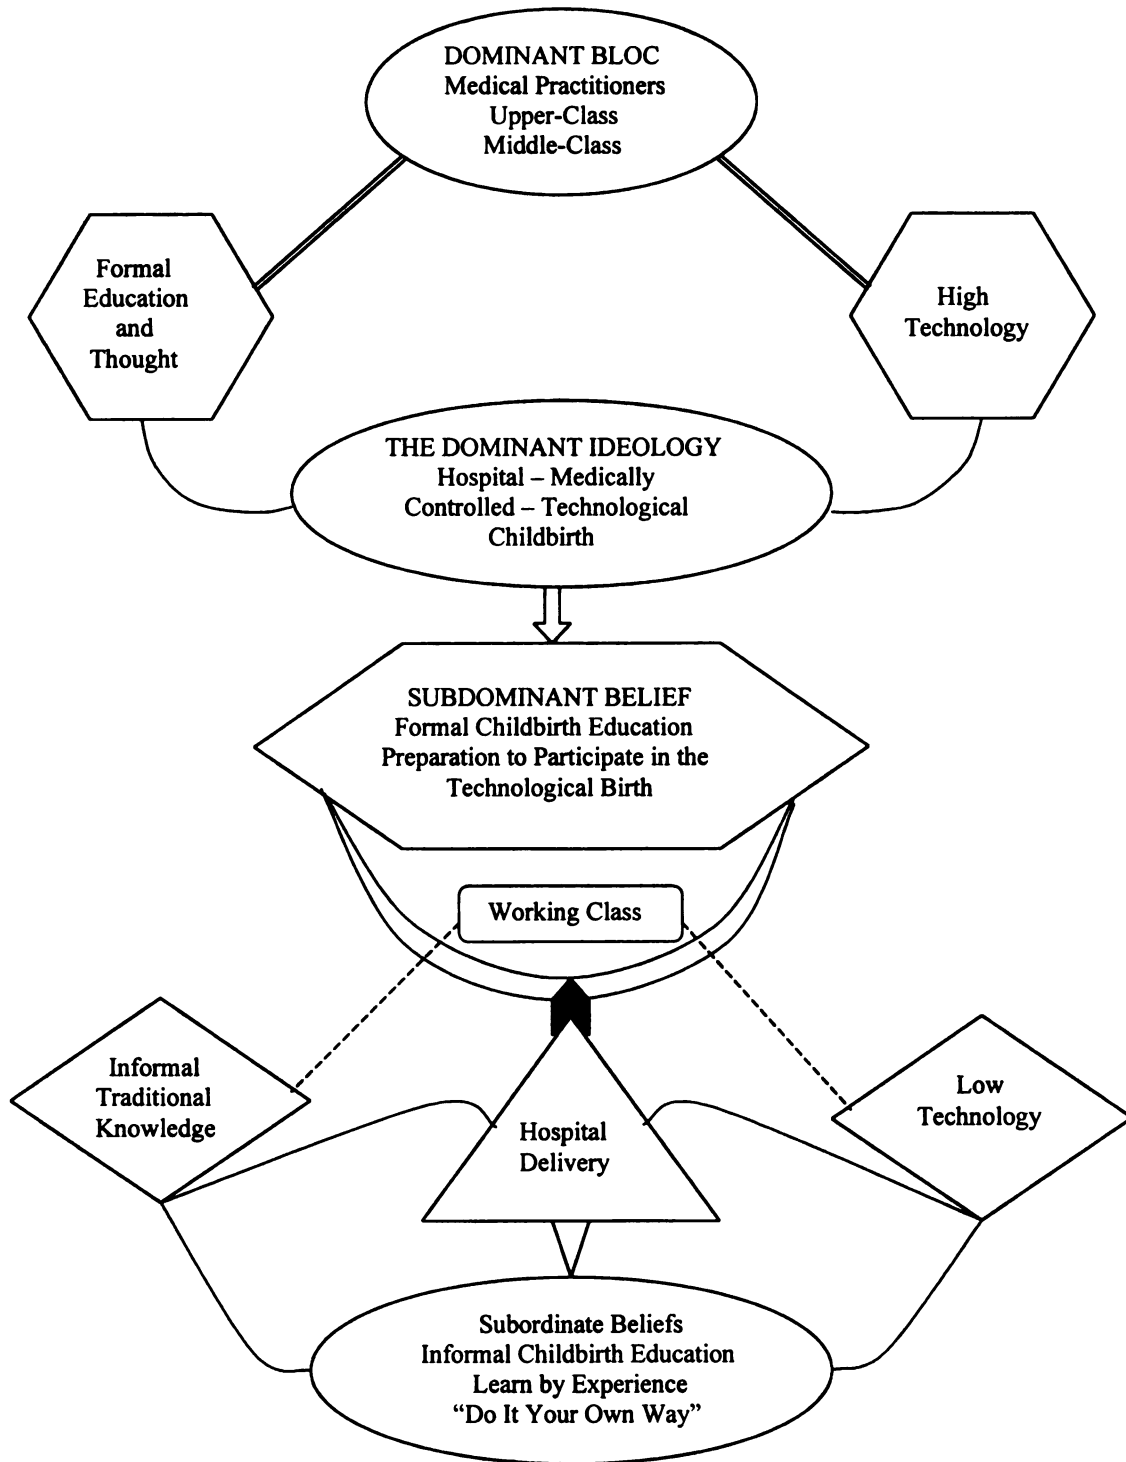 DOMINANT BLOC
Medical Practitioners
Upper-Class
Middle-Class
Formal
Education
and
Thought
High
Technology
THE DOMINANT IDEOLOGY
Hospital – Medically
Controlled – Technological
Childbirth
SUBDOMINANT BELIEF
Formal Childbirth Education
Preparation to Participate in the
Technological Birth
Working Class
Informal
Traditional
Knowledge
Hospital
Delivery
Low
Technology
Subordinate Beliefs
Informal Childbirth Education
Learn by Experience
“Do It Your Own Way”